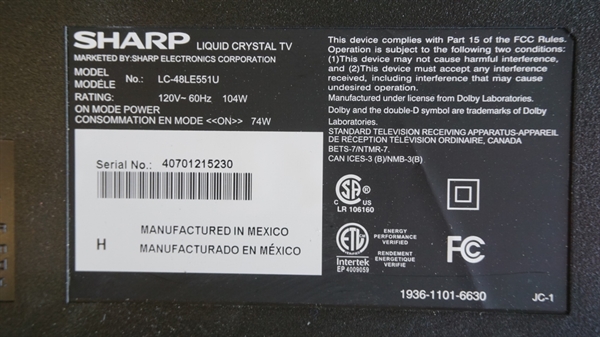 SHARP LIQUID CRYSTAL TV
MARKETED BY:SHARP ELECTRONICS CORPORATION
MODEL
MODÈLE No.: LC-48LE551U
RATING: 120V~ 60Hz 104W
ON MODE POWER
CONSOMMATION EN MODE <<ON>> 74W
Serial No.: 40701215230
MANUFACTURED IN MEXICO
H MANUFACTURADO EN MÉXICO
This device complies with Part 15 of the FCC Rules.
Operation is subject to the following two conditions:
(1)This device may not cause harmful interference,
and (2)This device must accept any interference
received, including interference that may cause
undesired operation.
Manufactured under license from Dolby Laboratories.
Dolby and the double-D symbol are trademarks of Dolby
Laboratories.
STANDARD TELEVISION RECEIVING APPARATUS-APPAREIL
DE RÉCEPTION TÉLÉVISION ORDINAIRE, CANADA
BETS-7/NTMR-7.
CAN ICES-3 (B)/NMB-3(B)
CSA
C US
LR 106160
ETL
Intertek
EP 4009059
ENERGY
PERFORMANCE
VERIFIED
RENDEMENT
ENERGETIQUE
VERIFIÉ
FC
1936-1101-6630 JC-1